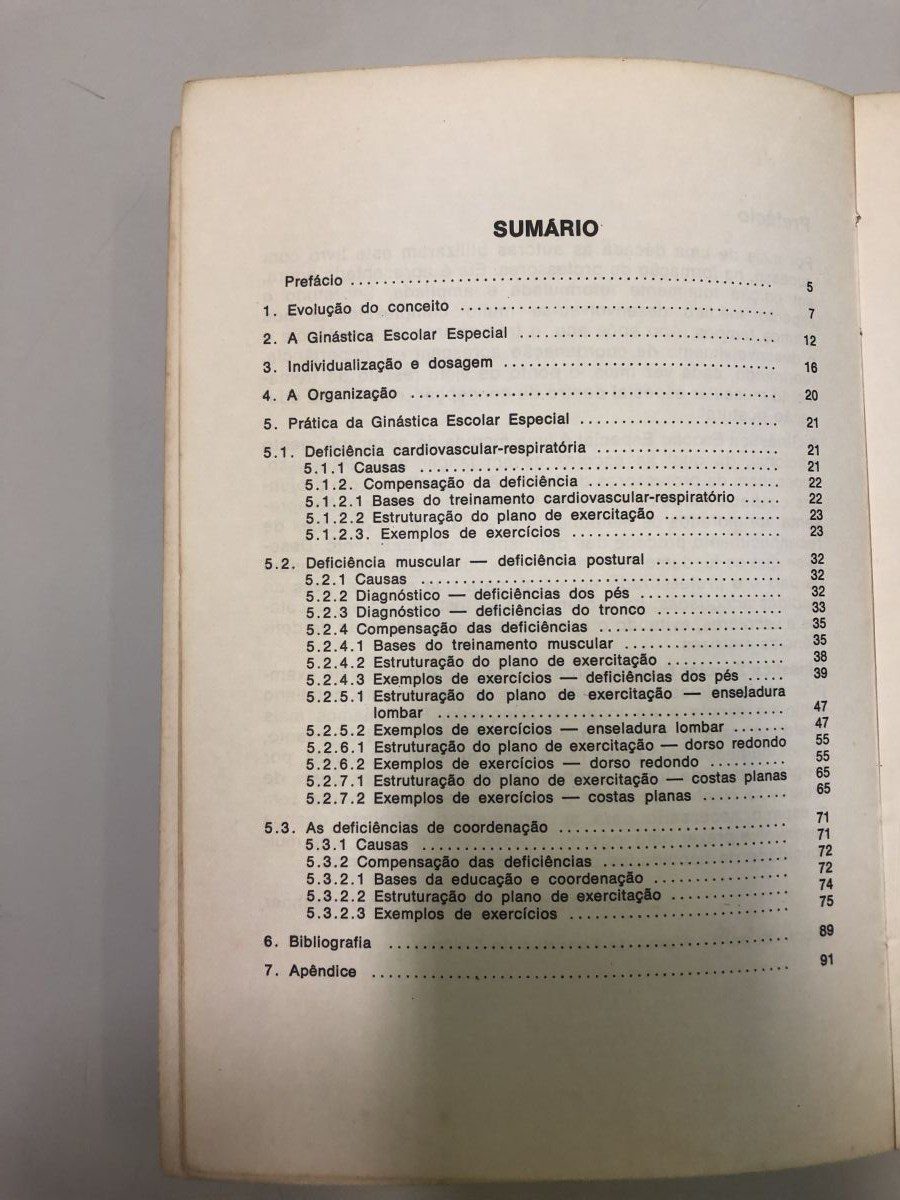 SUMÁRIO
Prefácio ........ 5
1. Evolução do conceito ........ 7
2. A Ginástica Escolar Especial ........ 12
3. Individualização e dosagem ........ 16
4. A Organização ........ 20
5. Prática da Ginástica Escolar Especial ........ 21
5.1. Deficiência cardiovascular-respiratória ........ 21
5.1.1 Causas ........ 21
5.1.2. Compensação da deficiência ........ 22
5.1.2.1 Bases do treinamento cardiovascular-respiratório ..... 22
5.1.2.2 Estruturação do plano de exercitação ........ 23
5.1.2.3. Exemplos de exercícios ........ 23
5.2. Deficiência muscular — deficiência postural ........ 32
5.2.1 Causas ........ 32
5.2.2 Diagnóstico — deficiências dos pés ........ 32
5.2.3 Diagnóstico — deficiências do tronco ........ 33
5.2.4 Compensação das deficiências ........ 35
5.2.4.1 Bases do treinamento muscular ........ 35
5.2.4.2 Estruturação do plano de exercitação ........ 38
5.2.4.3 Exemplos de exercícios — deficiências dos pés ..... 39
5.2.5.1 Estruturação do plano de exercitação — enseladura
lombar ........ 47
5.2.5.2 Exemplos de exercícios — enseladura lombar ....... 47
5.2.6.1 Estruturação do plano de exercitação — dorso redondo 55
5.2.6.2 Exemplos de exercícios — dorso redondo .......... 55
5.2.7.1 Estruturação do plano de exercitação — costas planas 65
5.2.7.2 Exemplos de exercícios — costas planas ........... 65
5.3. As deficiências de coordenação ........ 71
5.3.1 Causas ........ 71
5.3.2 Compensação das deficiências ........ 72
5.3.2.1 Bases da educação e coordenação ........ 72
5.3.2.2 Estruturação do plano de exercitação ........ 74
5.3.2.3 Exemplos de exercícios ........ 75
6. Bibliografia ........ 89
7. Apêndice ........ 91